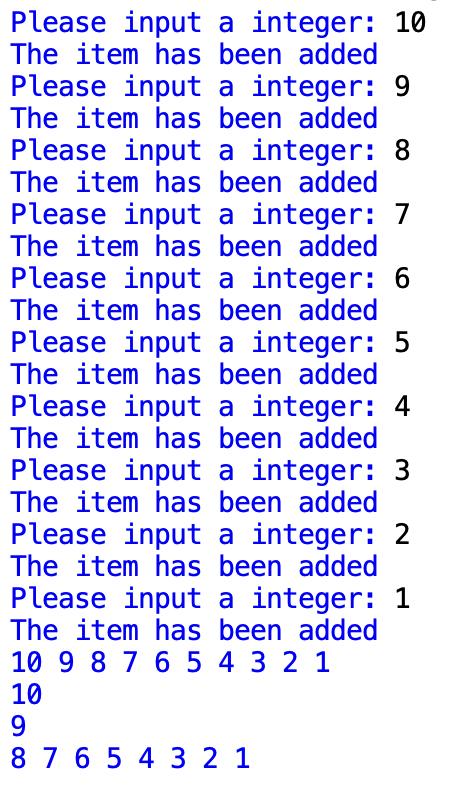 Please input a integer: 10
The item has been added
Please input a integer: 9
The item has been added
Please input a integer: 8
The item has been added
Please input a integer: 7
The item has been added
Please input a integer: 6
The item has been added
Please input a integer: 5
The item has been added
Please input a integer: 4
The item has been added
Please input a integer: 3
The item has been added
Please input a integer: 2
The item has been added
Please input a integer: 1
The item has been added
10 9 8 7 6 5 4 3 2 1
10
9
8 7 6 5 4 3 2 1